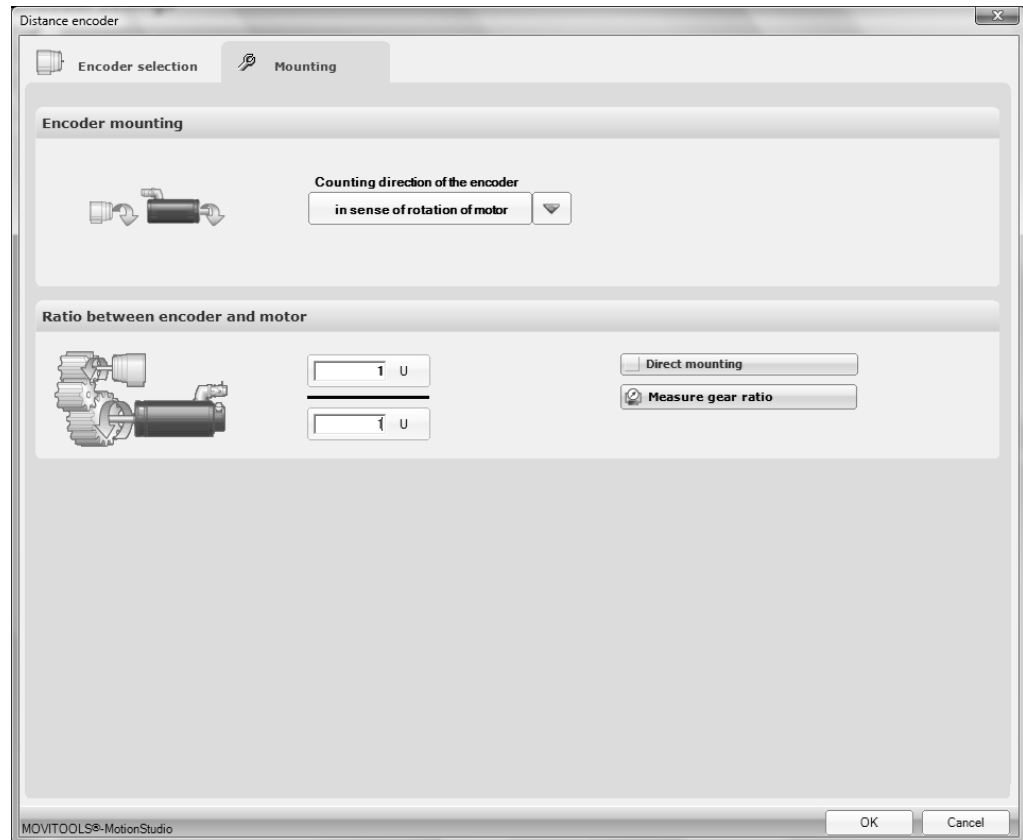 Distance encoder
Encoder selection
Mounting
Encoder mounting
Counting direction of the encoder
in sense of rotation of motor
Ratio between encoder and motor
1 U
Direct mounting
Measure gear ratio
1 U
MOVITOOLS®-MotionStudio
OK
Cancel